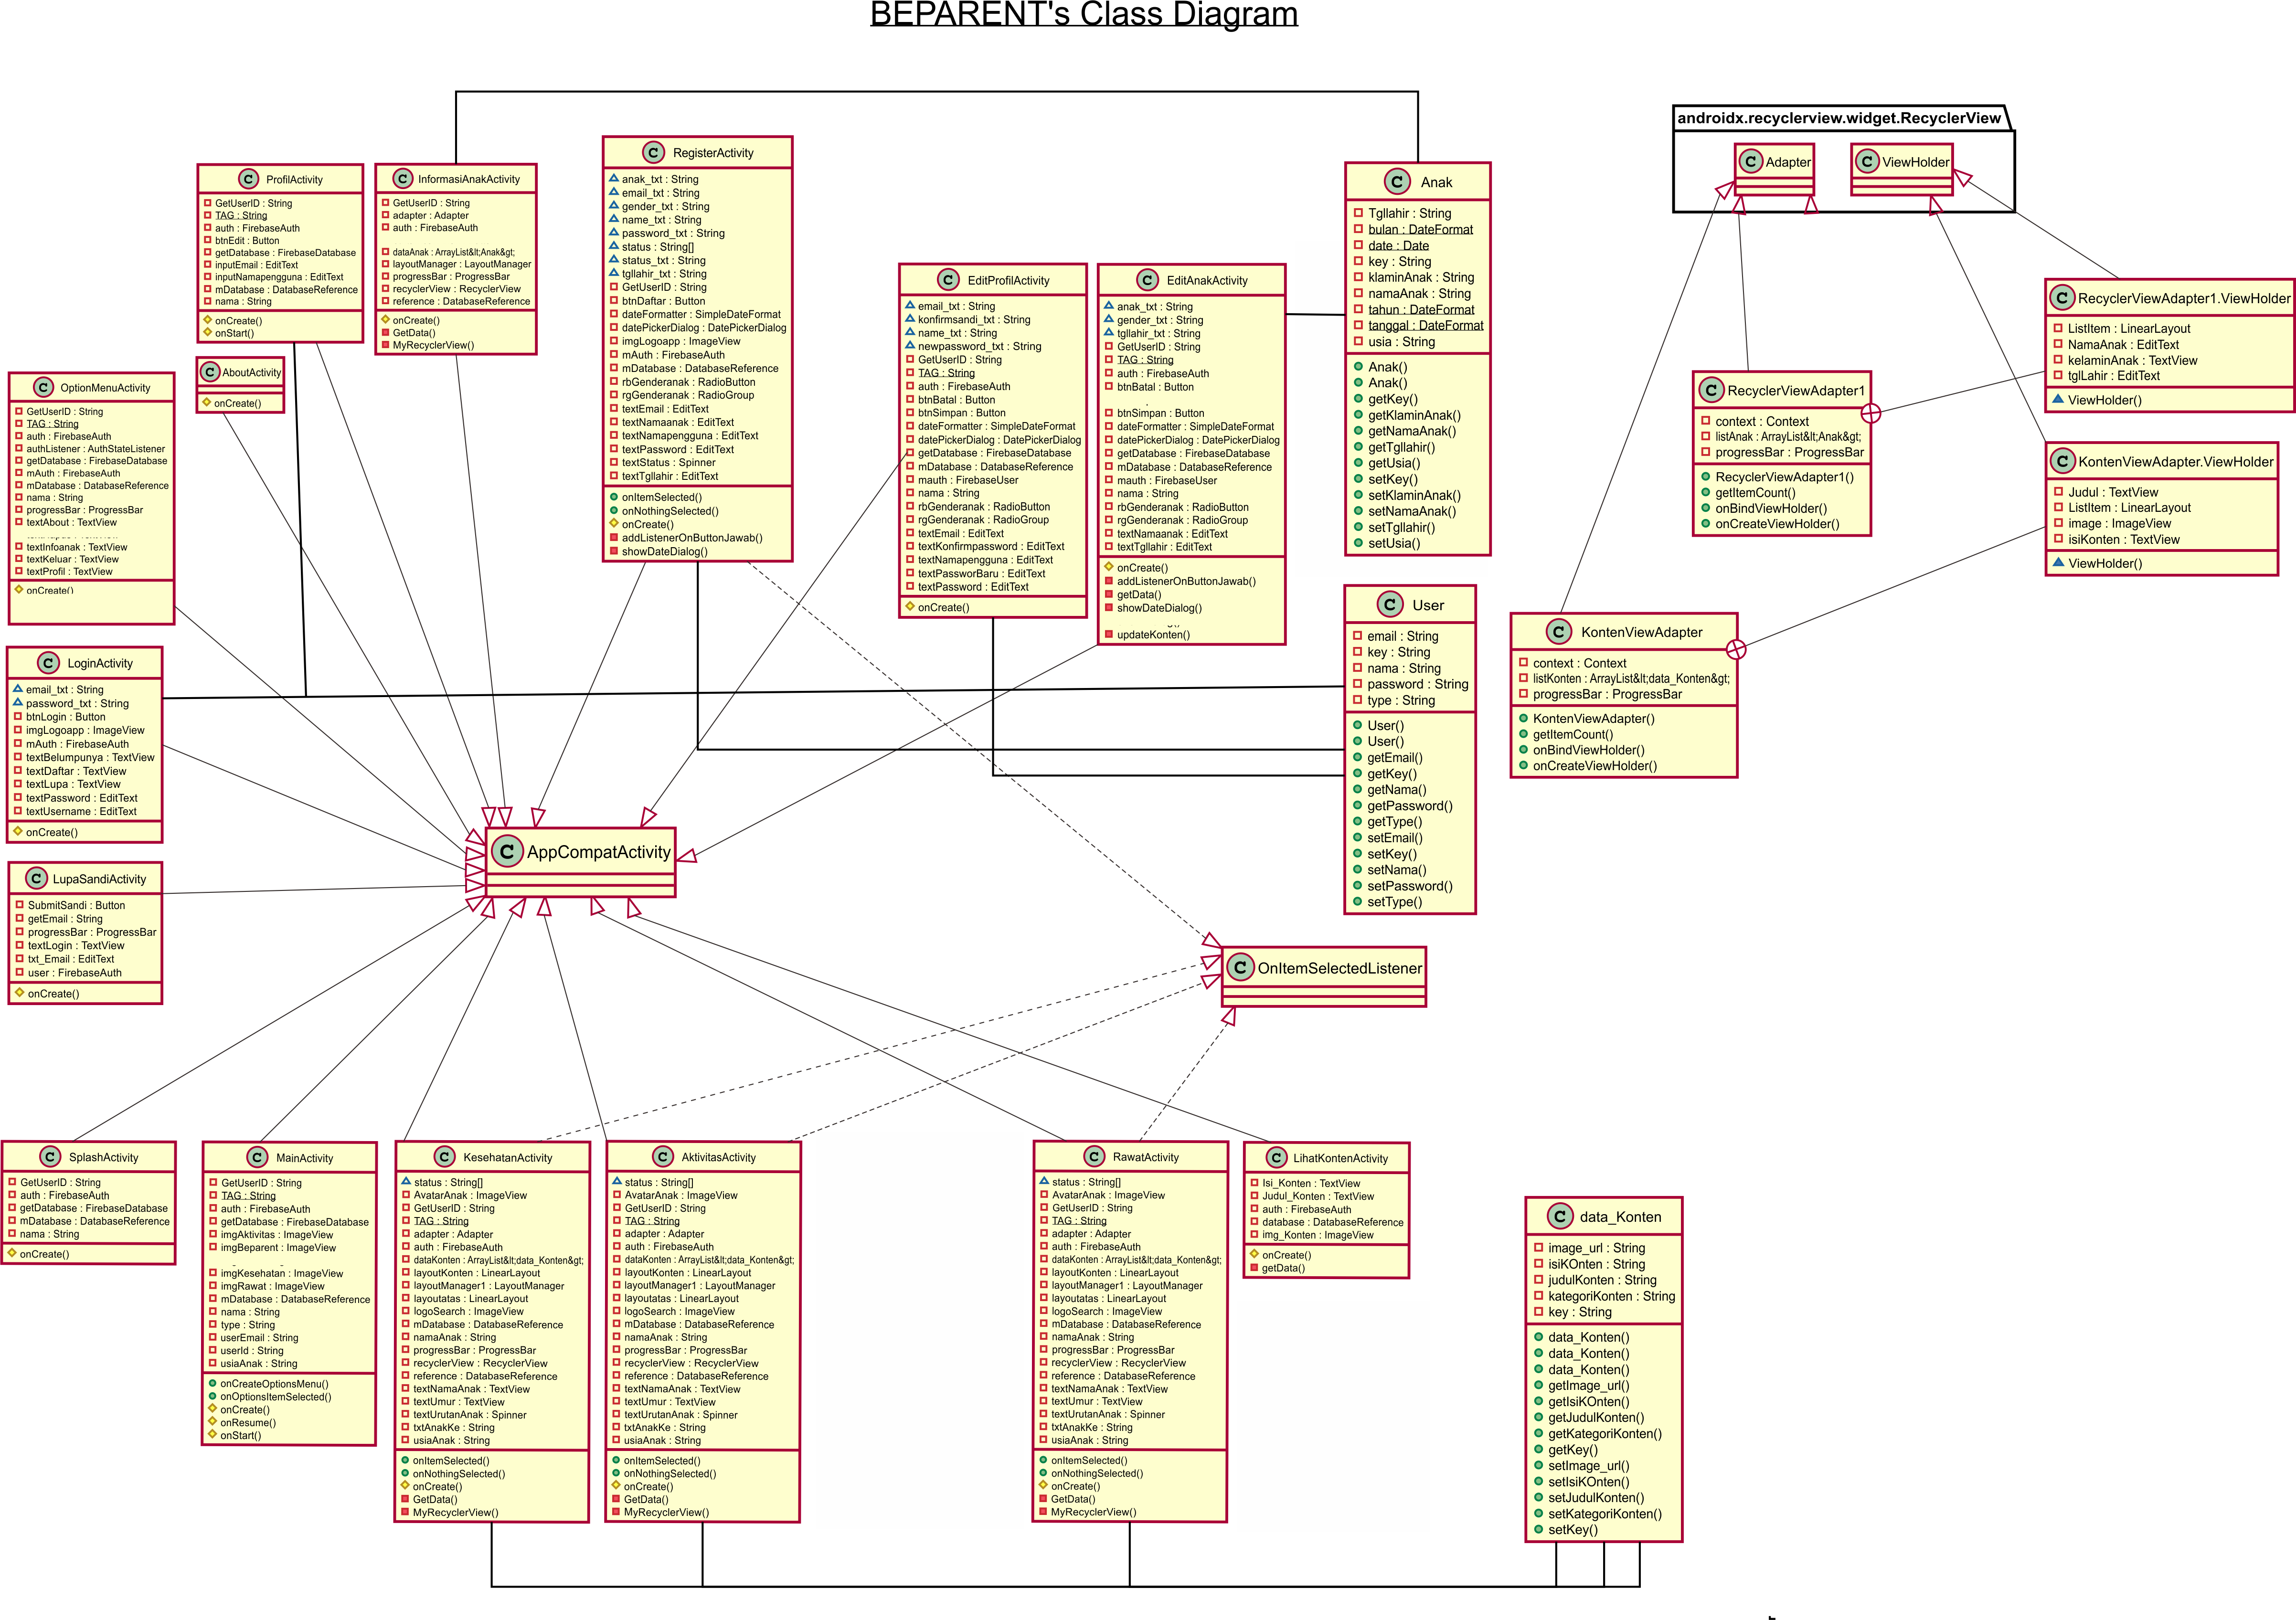 BEPARENT's Class Diagram
C ProfilActivity
GetUserID : String
TAG : String
auth : FirebaseAuth
btnEdit : Button
getDatabase : FirebaseDatabase
inputEmail : EditText
inputNamapengguna : EditText
mDatabase : DatabaseReference
nama : String
onCreate()
onStart()
C InformasiAnakActivity
GetUserID : String
adapter : Adapter
auth : FirebaseAuth
dataAnak : ArrayList&lt;Anak&gt;
layoutManager : LayoutManager
progressBar : ProgressBar
recyclerView : RecyclerView
reference : DatabaseReference
onCreate()
GetData()
MyRecyclerView()
C RegisterActivity
anak_txt : String
email_txt : String
gender_txt : String
name_txt : String
password_txt : String
status : String[]
status_txt : String
tgllahir_txt : String
GetUserID : String
btnDaftar : Button
dateFormatter : SimpleDateFormat
datePickerDialog : DatePickerDialog
imgLogoapp : ImageView
mAuth : FirebaseAuth
mDatabase : DatabaseReference
rbGenderanak : RadioButton
rgGenderanak : RadioGroup
textEmail : EditText
textNamaanak : EditText
textNamapengguna : EditText
textPassword : EditText
textStatus : Spinner
textTgllahir : EditText
onItemSelected()
onNothingSelected()
onCreate()
addListenerOnButtonJawab()
showDateDialog()
C EditProfilActivity
email_txt : String
konfirmsandi_txt : String
name_txt : String
newpassword_txt : String
GetUserID : String
TAG : String
auth : FirebaseAuth
btnBatal : Button
btnSimpan : Button
dateFormatter : SimpleDateFormat
datePickerDialog : DatePickerDialog
getDatabase : FirebaseDatabase
mDatabase : DatabaseReference
mauth : FirebaseUser
nama : String
rbGenderanak : RadioButton
rgGenderanak : RadioGroup
textEmail : EditText
textKonfirmpassword : EditText
textNamapengguna : EditText
textPassworBaru : EditText
textPassword : EditText
onCreate()
C EditAnakActivity
anak_txt : String
gender_txt : String
tgllahir_txt : String
GetUserID : String
TAG : String
auth : FirebaseAuth
btnBatal : Button
btnSimpan : Button
dateFormatter : SimpleDateFormat
datePickerDialog : DatePickerDialog
getDatabase : FirebaseDatabase
mDatabase : DatabaseReference
mauth : FirebaseUser
nama : String
rbGenderanak : RadioButton
rgGenderanak : RadioGroup
textNamaanak : EditText
textTgllahir : EditText
onCreate()
addListenerOnButtonJawab()
getData()
showDateDialog()
updateKonten()
C Anak
Tgllahir : String
bulan : DateFormat
date : Date
key : String
klaminAnak : String
namaAnak : String
tahun : DateFormat
tanggal : DateFormat
usia : String
Anak()
Anak()
getKey()
getKlaminAnak()
getNamaAnak()
getTgllahir()
getUsia()
setKey()
setKlaminAnak()
setNamaAnak()
setTgllahir()
setUsia()
androidx.recyclerview.widget.RecyclerView
C Adapter
C ViewHolder
C RecyclerViewAdapter1.ViewHolder
ListItem : LinearLayout
NamaAnak : EditText
kelaminAnak : TextView
tglLahir : EditText
ViewHolder()
C RecyclerViewAdapter1
context : Context
listAnak : ArrayList&lt;Anak&gt;
progressBar : ProgressBar
RecyclerViewAdapter1()
getItemCount()
onBindViewHolder()
onCreateViewHolder()
C KontenViewAdapter.ViewHolder
Judul : TextView
ListItem : LinearLayout
image : ImageView
isiKonten : TextView
ViewHolder()
C AboutActivity
onCreate()
C OptionMenuActivity
GetUserID : String
TAG : String
auth : FirebaseAuth
authListener : AuthStateListener
getDatabase : FirebaseDatabase
mAuth : FirebaseAuth
mDatabase : DatabaseReference
nama : String
progressBar : ProgressBar
textAbout : TextView
textInfoanak : TextView
textKeluar : TextView
textProfil : TextView
onCreate()
C User
email : String
key : String
nama : String
password : String
type : String
User()
User()
getEmail()
getKey()
getNama()
getPassword()
getType()
setEmail()
setKey()
setNama()
setPassword()
setType()
C KontenViewAdapter
context : Context
listKonten : ArrayList&lt;data_Konten&gt;
progressBar : ProgressBar
KontenViewAdapter()
getItemCount()
onBindViewHolder()
onCreateViewHolder()
C LoginActivity
email_txt : String
password_txt : String
btnLogin : Button
imgLogoapp : ImageView
mAuth : FirebaseAuth
textBelumpunya : TextView
textDaftar : TextView
textLupa : TextView
textPassword : EditText
textUsername : EditText
onCreate()
C AppCompatActivity
C LupaSandiActivity
SubmitSandi : Button
getEmail : String
progressBar : ProgressBar
textLogin : TextView
txt_Email : EditText
user : FirebaseAuth
onCreate()
C OnItemSelectedListener
C SplashActivity
GetUserID : String
auth : FirebaseAuth
getDatabase : FirebaseDatabase
mDatabase : DatabaseReference
nama : String
onCreate()
C MainActivity
GetUserID : String
TAG : String
auth : FirebaseAuth
getDatabase : FirebaseDatabase
imgAktivitas : ImageView
imgBeparent : ImageView
imgKesehatan : ImageView
imgRawat : ImageView
mDatabase : DatabaseReference
nama : String
type : String
userEmail : String
userId : String
usiaAnak : String
onCreateOptionsMenu()
onOptionsItemSelected()
onCreate()
onResume()
onStart()
C KesehatanActivity
status : String[]
AvatarAnak : ImageView
GetUserID : String
TAG : String
adapter : Adapter
auth : FirebaseAuth
dataKonten : ArrayList&lt;data_Konten&gt;
layoutKonten : LinearLayout
layoutManager1 : LayoutManager
layoutatas : LinearLayout
logoSearch : ImageView
mDatabase : DatabaseReference
namaAnak : String
progressBar : ProgressBar
recyclerView : RecyclerView
reference : DatabaseReference
textNamaAnak : TextView
textUmur : TextView
textUrutanAnak : Spinner
txtAnakKe : String
usiaAnak : String
onItemSelected()
onNothingSelected()
onCreate()
GetData()
MyRecyclerView()
C AktivitasActivity
status : String[]
AvatarAnak : ImageView
GetUserID : String
TAG : String
adapter : Adapter
auth : FirebaseAuth
dataKonten : ArrayList&lt;data_Konten&gt;
layoutKonten : LinearLayout
layoutManager1 : LayoutManager
layoutatas : LinearLayout
logoSearch : ImageView
mDatabase : DatabaseReference
namaAnak : String
progressBar : ProgressBar
recyclerView : RecyclerView
reference : DatabaseReference
textNamaAnak : TextView
textUmur : TextView
textUrutanAnak : Spinner
txtAnakKe : String
usiaAnak : String
onItemSelected()
onNothingSelected()
onCreate()
GetData()
MyRecyclerView()
C RawatActivity
status : String[]
AvatarAnak : ImageView
GetUserID : String
TAG : String
adapter : Adapter
auth : FirebaseAuth
dataKonten : ArrayList&lt;data_Konten&gt;
layoutKonten : LinearLayout
layoutManager1 : LayoutManager
layoutatas : LinearLayout
logoSearch : ImageView
mDatabase : DatabaseReference
namaAnak : String
progressBar : ProgressBar
recyclerView : RecyclerView
reference : DatabaseReference
textNamaAnak : TextView
textUmur : TextView
textUrutanAnak : Spinner
txtAnakKe : String
usiaAnak : String
onItemSelected()
onNothingSelected()
onCreate()
GetData()
MyRecyclerView()
C LihatKontenActivity
Isi_Konten : TextView
Judul_Konten : TextView
auth : FirebaseAuth
database : DatabaseReference
img_Konten : ImageView
onCreate()
getData()
C data_Konten
image_url : String
isiKOnten : String
judulKonten : String
kategoriKonten : String
key : String
data_Konten()
data_Konten()
data_Konten()
getImage_url()
getIsiKOnten()
getJudulKonten()
getKategoriKonten()
getKey()
setImage_url()
setIsiKOnten()
setJudulKonten()
setKategoriKonten()
setKey()